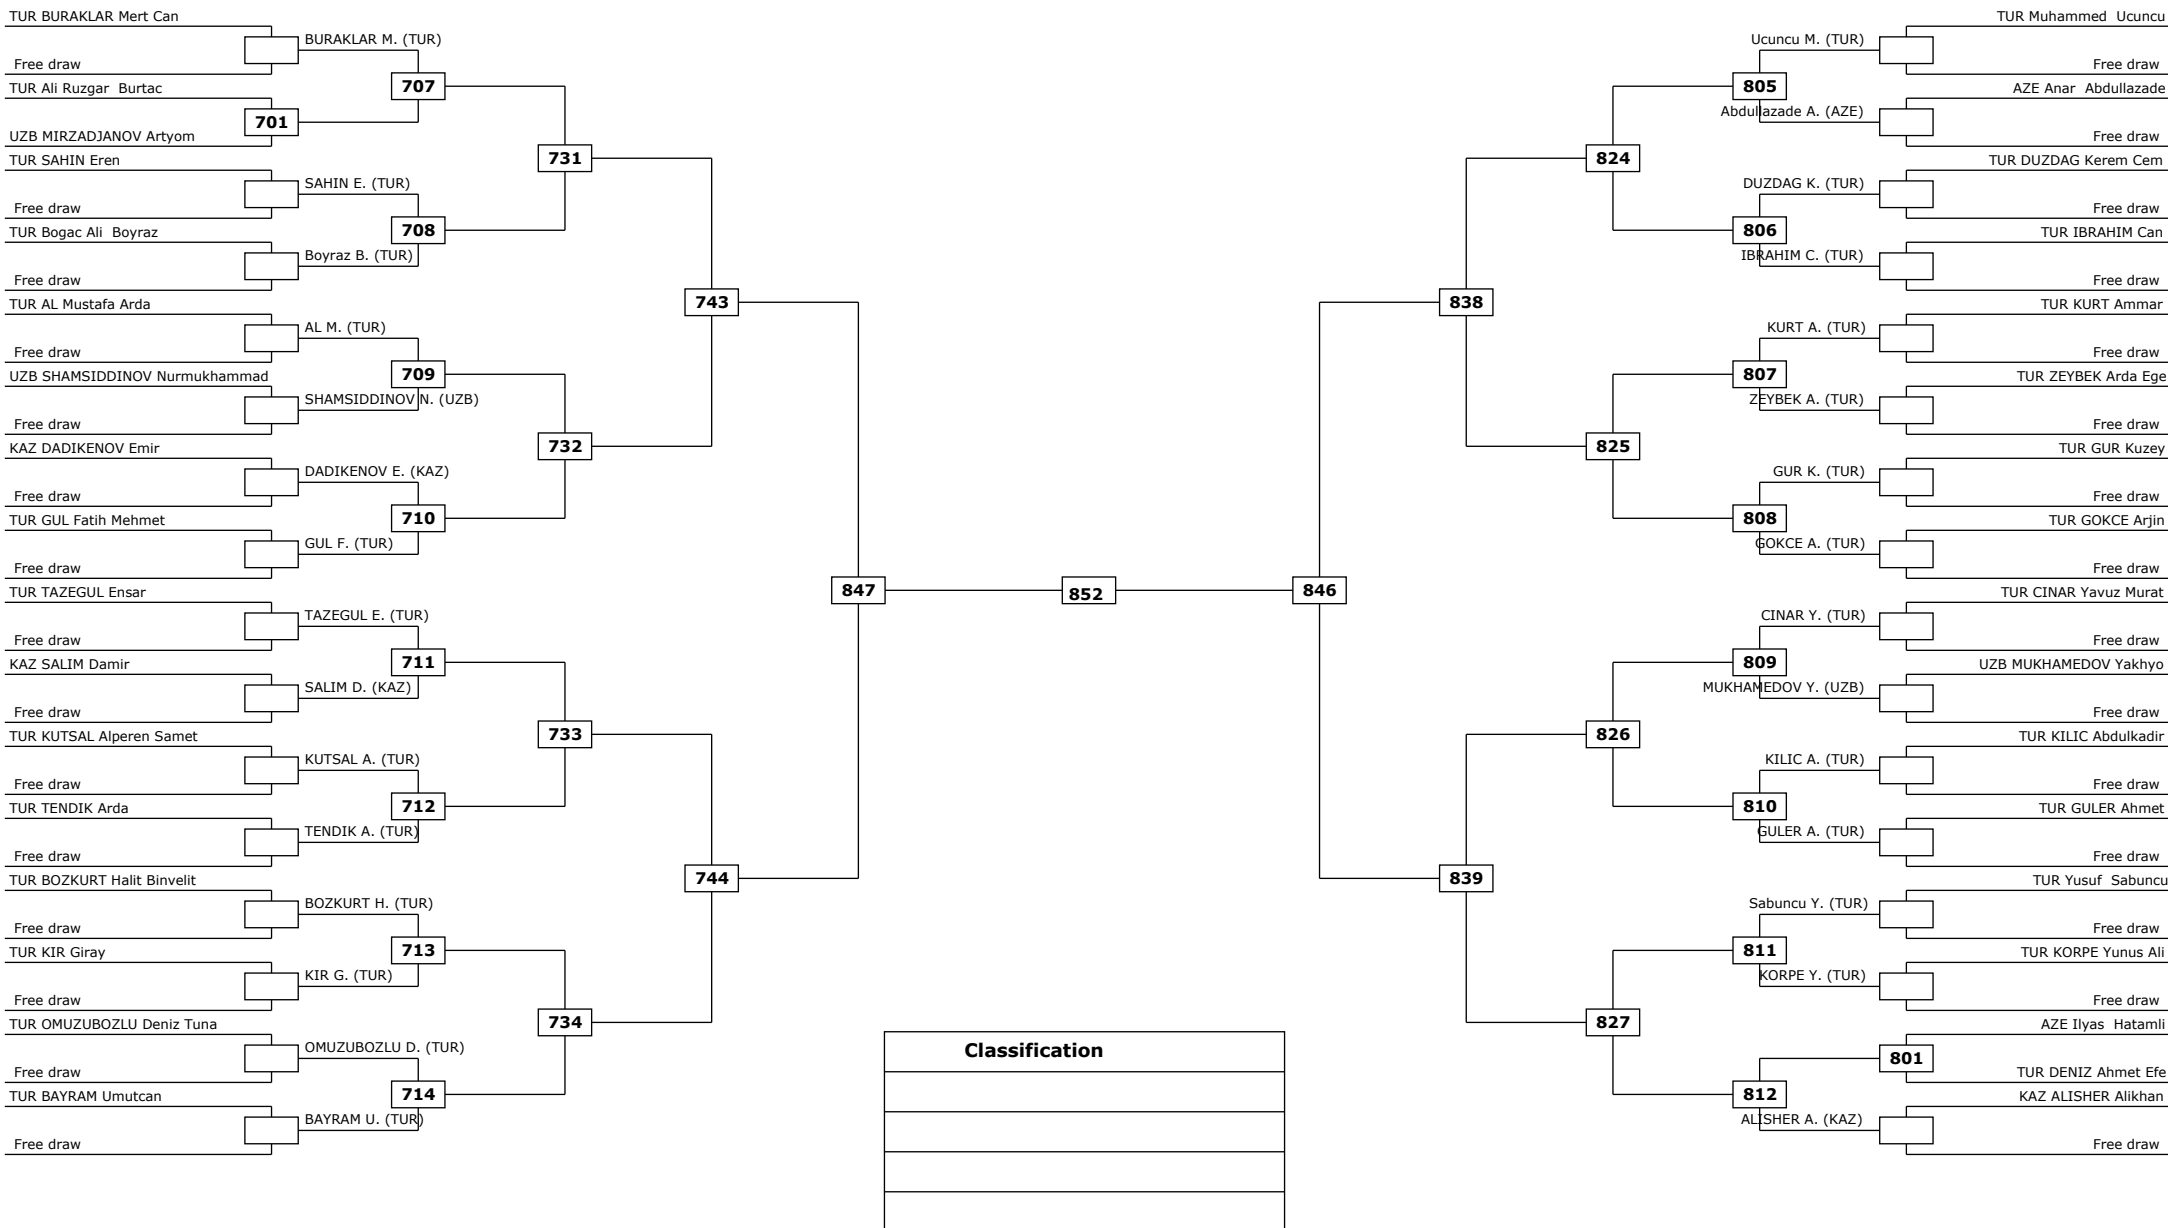 TUR BURAKLAR Mert Can
BURAKLAR M. (TUR)
Free draw
707
TUR Ali Ruzgar  Burtac
701
UZB MIRZADJANOV Artyom
731
TUR SAHIN Eren
SAHIN E. (TUR)
Free draw
708
TUR Bogac Ali  Boyraz
Boyraz B. (TUR)
Free draw
743
TUR AL Mustafa Arda
AL M. (TUR)
Free draw
709
UZB SHAMSIDDINOV Nurmukhammad
SHAMSIDDINOV N. (UZB)
Free draw
732
KAZ DADIKENOV Emir
DADIKENOV E. (KAZ)
Free draw
710
TUR GUL Fatih Mehmet
GUL F. (TUR)
Free draw
847
TUR TAZEGUL Ensar
TAZEGUL E. (TUR)
Free draw
711
KAZ SALIM Damir
SALIM D. (KAZ)
Free draw
733
TUR KUTSAL Alperen Samet
KUTSAL A. (TUR)
Free draw
712
TUR TENDIK Arda
TENDIK A. (TUR)
Free draw
744
TUR BOZKURT Halit Binvelit
BOZKURT H. (TUR)
Free draw
713
TUR KIR Giray
KIR G. (TUR)
Free draw
734
TUR OMUZUBOZLU Deniz Tuna
OMUZUBOZLU D. (TUR)
Free draw
714
TUR BAYRAM Umutcan
BAYRAM U. (TUR)
Free draw
852
Classification
TUR Muhammed  Ucuncu
Ucuncu M. (TUR)
Free draw
805
AZE Anar  Abdullazade
Abdullazade A. (AZE)
Free draw
824
TUR DUZDAG Kerem Cem
DUZDAG K. (TUR)
Free draw
806
TUR IBRAHIM Can
IBRAHIM C. (TUR)
Free draw
838
TUR KURT Ammar
KURT A. (TUR)
Free draw
807
TUR ZEYBEK Arda Ege
ZEYBEK A. (TUR)
Free draw
825
TUR GUR Kuzey
GUR K. (TUR)
Free draw
808
TUR GOKCE Arjin
GOKCE A. (TUR)
Free draw
846
TUR CINAR Yavuz Murat
CINAR Y. (TUR)
Free draw
809
UZB MUKHAMEDOV Yakhyo
MUKHAMEDOV Y. (UZB)
Free draw
826
TUR KILIC Abdulkadir
KILIC A. (TUR)
Free draw
810
TUR GULER Ahmet
GULER A. (TUR)
Free draw
839
TUR Yusuf  Sabuncu
Sabuncu Y. (TUR)
Free draw
811
TUR KORPE Yunus Ali
KORPE Y. (TUR)
Free draw
827
AZE Ilyas  Hatamli
801
TUR DENIZ Ahmet Efe
812
KAZ ALISHER Alikhan
ALISHER A. (KAZ)
Free draw